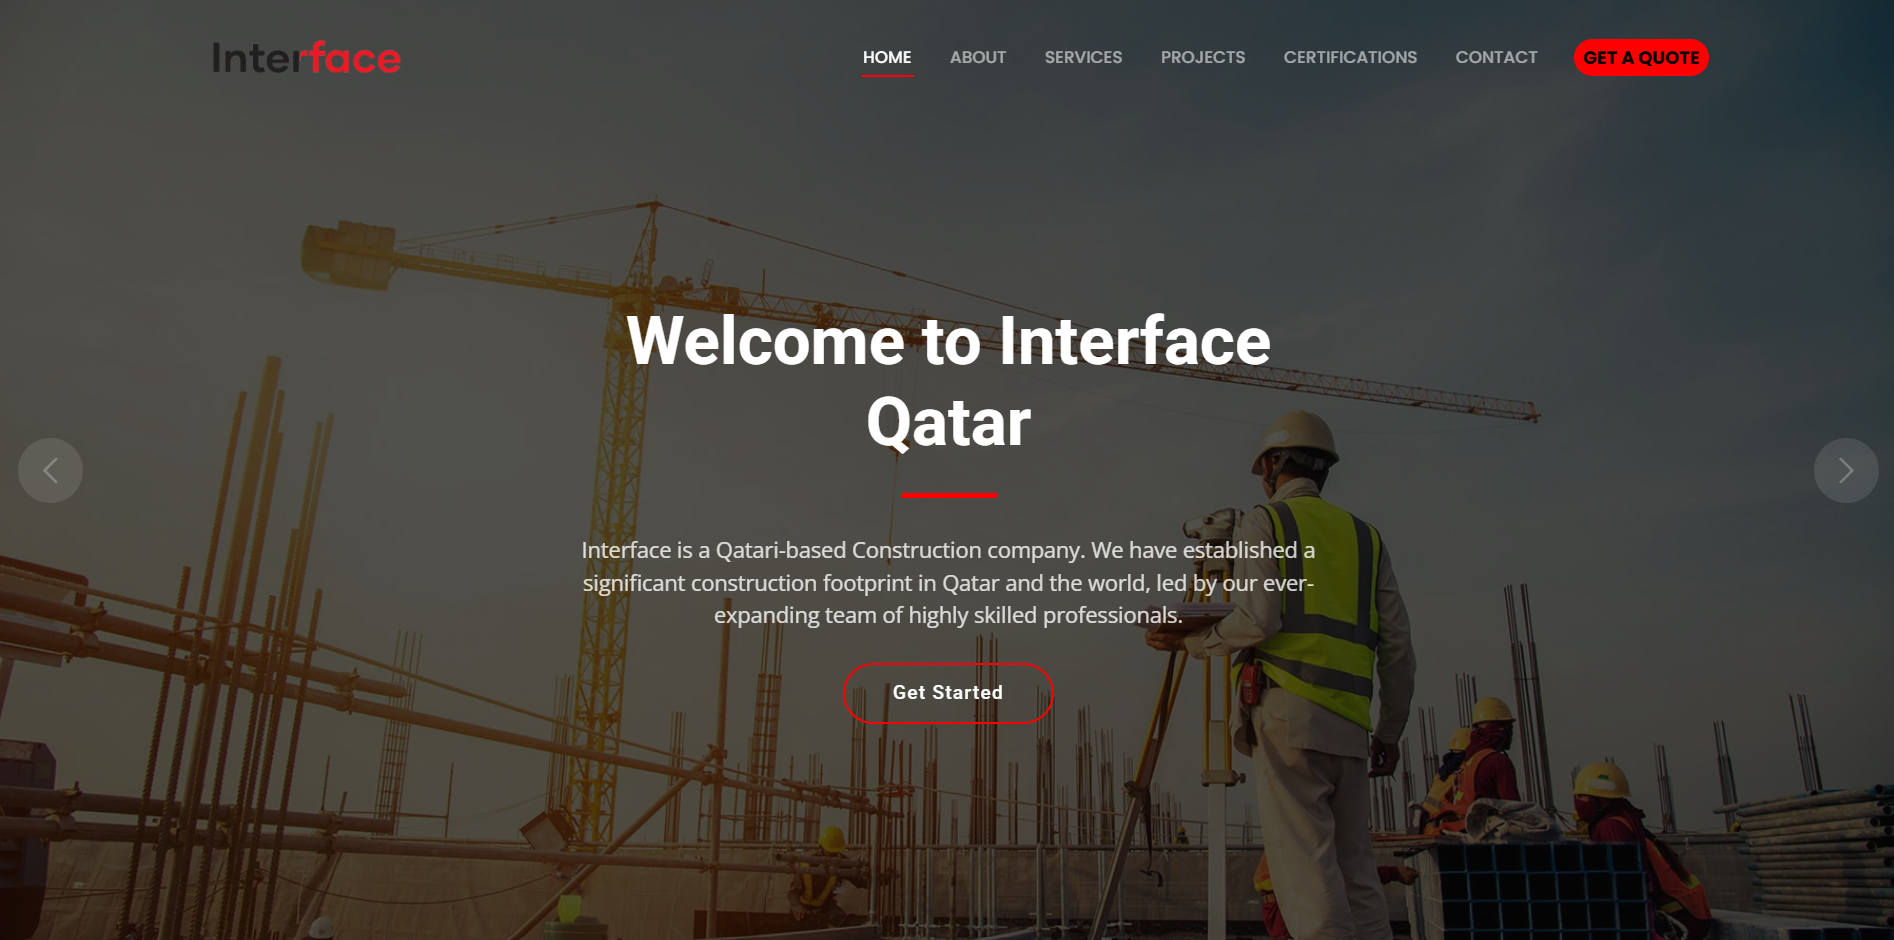 Interface
HOME
ABOUT
SERVICES
PROJECTS
CERTIFICATIONS
CONTACT
GET A QUOTE
Welcome to Interface
Qatar
Interface is a Qatari-based Construction company. We have established a
significant construction footprint in Qatar and the world, led by our ever-
expanding team of highly skilled professionals.
Get Started